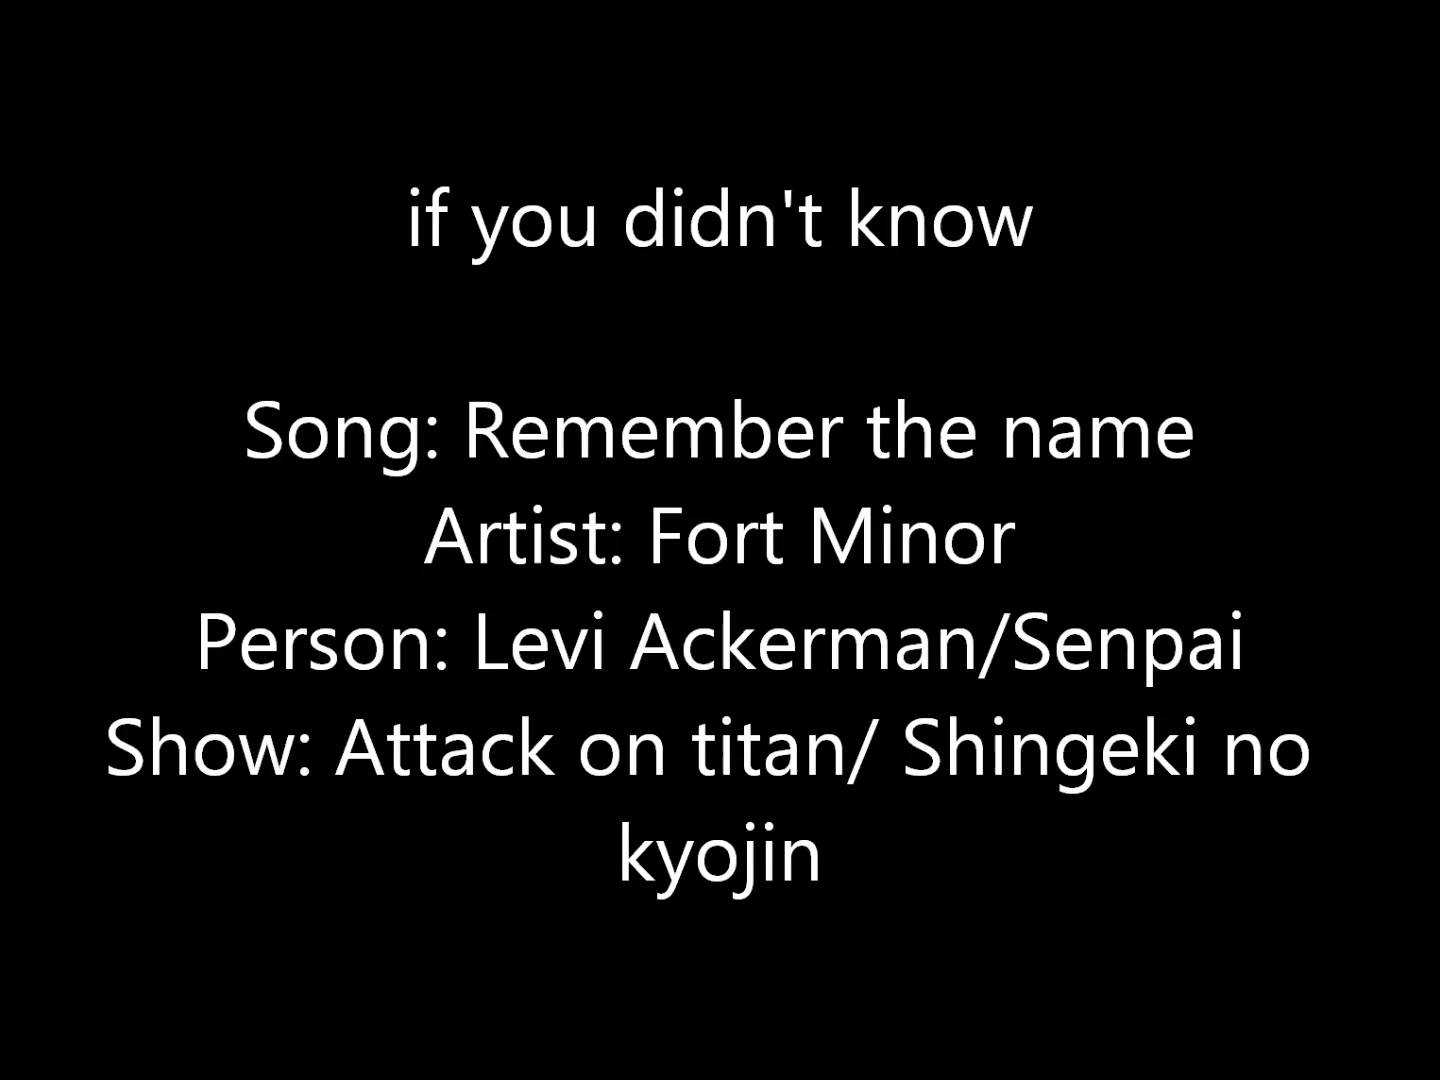 if you didn't know
Song: Remember the name
Artist: Fort Minor
Person: Levi Ackerman/Senpai
Show: Attack on titan/ Shingeki no
kyojin